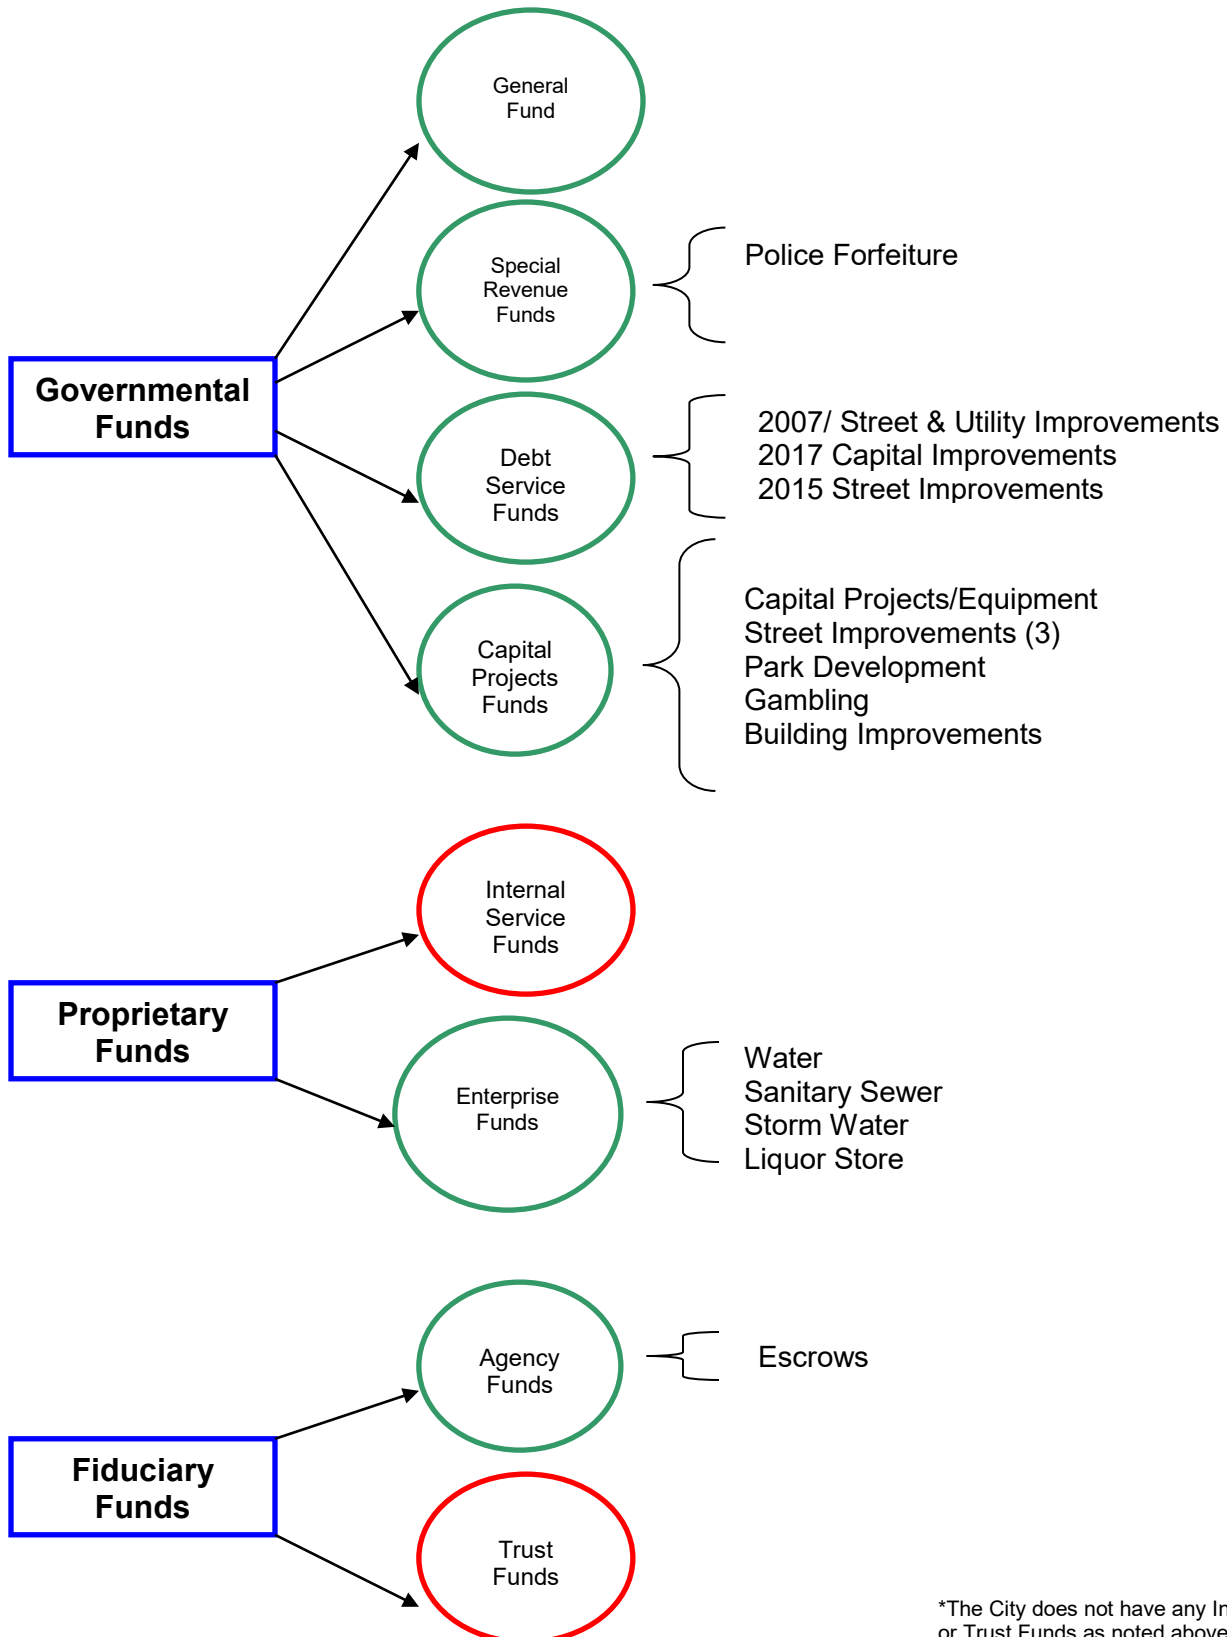 General
Fund
Special
Revenue
Funds
Police Forfeiture
Governmental
Funds
Debt
Service
Funds
2007/ Street & Utility Improvements
2017 Capital Improvements
2015 Street Improvements
Capital
Projects
Funds
Capital Projects/Equipment
Street Improvements (3)
Park Development
Gambling
Building Improvements
Internal
Service
Funds
Proprietary
Funds
Enterprise
Funds
Water
Sanitary Sewer
Storm Water
Liquor Store
Agency
Funds
Escrows
Fiduciary
Funds
Trust
Funds
*The City does not have any In
or Trust Funds as noted above